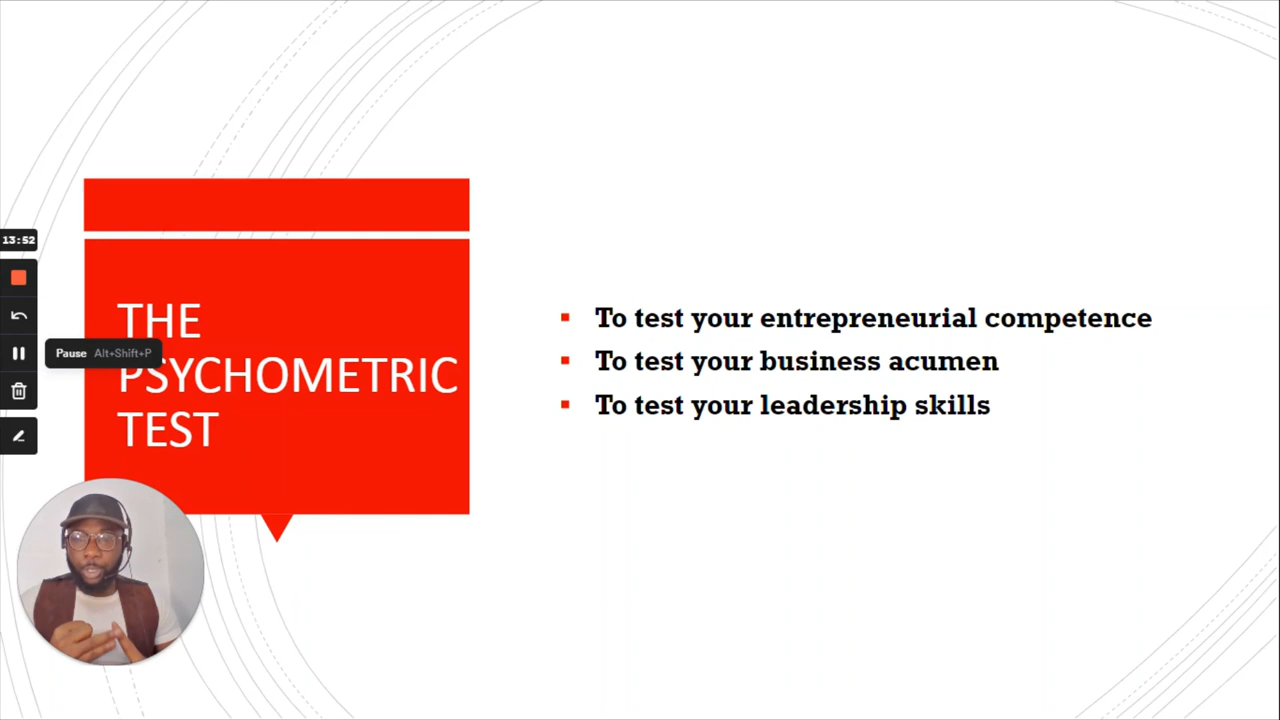 13:52
Pause Alt+Shift+P
THE
PSYCHOMETRIC
TEST
To test your entrepreneurial competence
To test your business acumen
To test your leadership skills